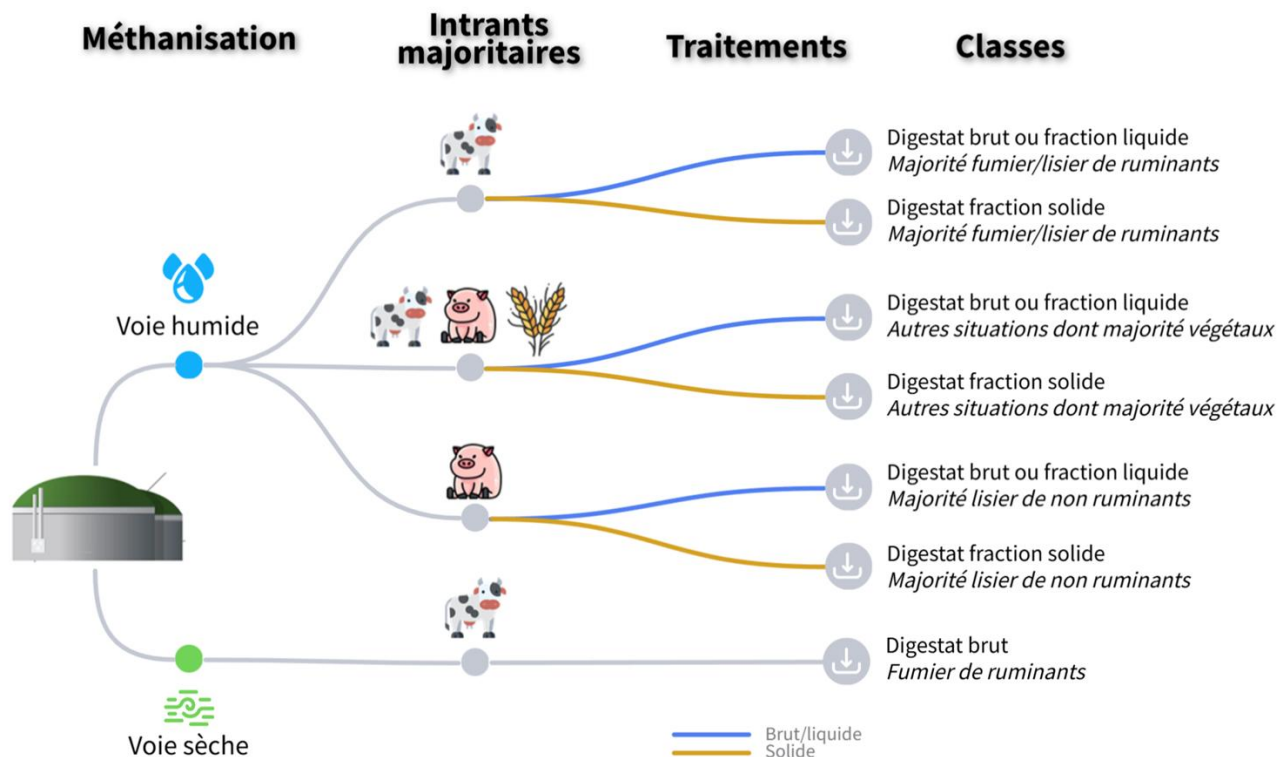 Méthanisation
Intrants
majoritaires
Traitements
Classes
Digestat brut ou fraction liquide
Majorité fumier/lisier de ruminants
Digestat fraction solide
Majorité fumier/lisier de ruminants
Voie humide
Digestat brut ou fraction liquide
Autres situations dont majorité végétaux
Digestat fraction solide
Autres situations dont majorité végétaux
Digestat brut ou fraction liquide
Majorité lisier de non ruminants
Digestat fraction solide
Majorité lisier de non ruminants
Digestat brut
Fumier de ruminants
Voie sèche
Brut/liquide
Solide